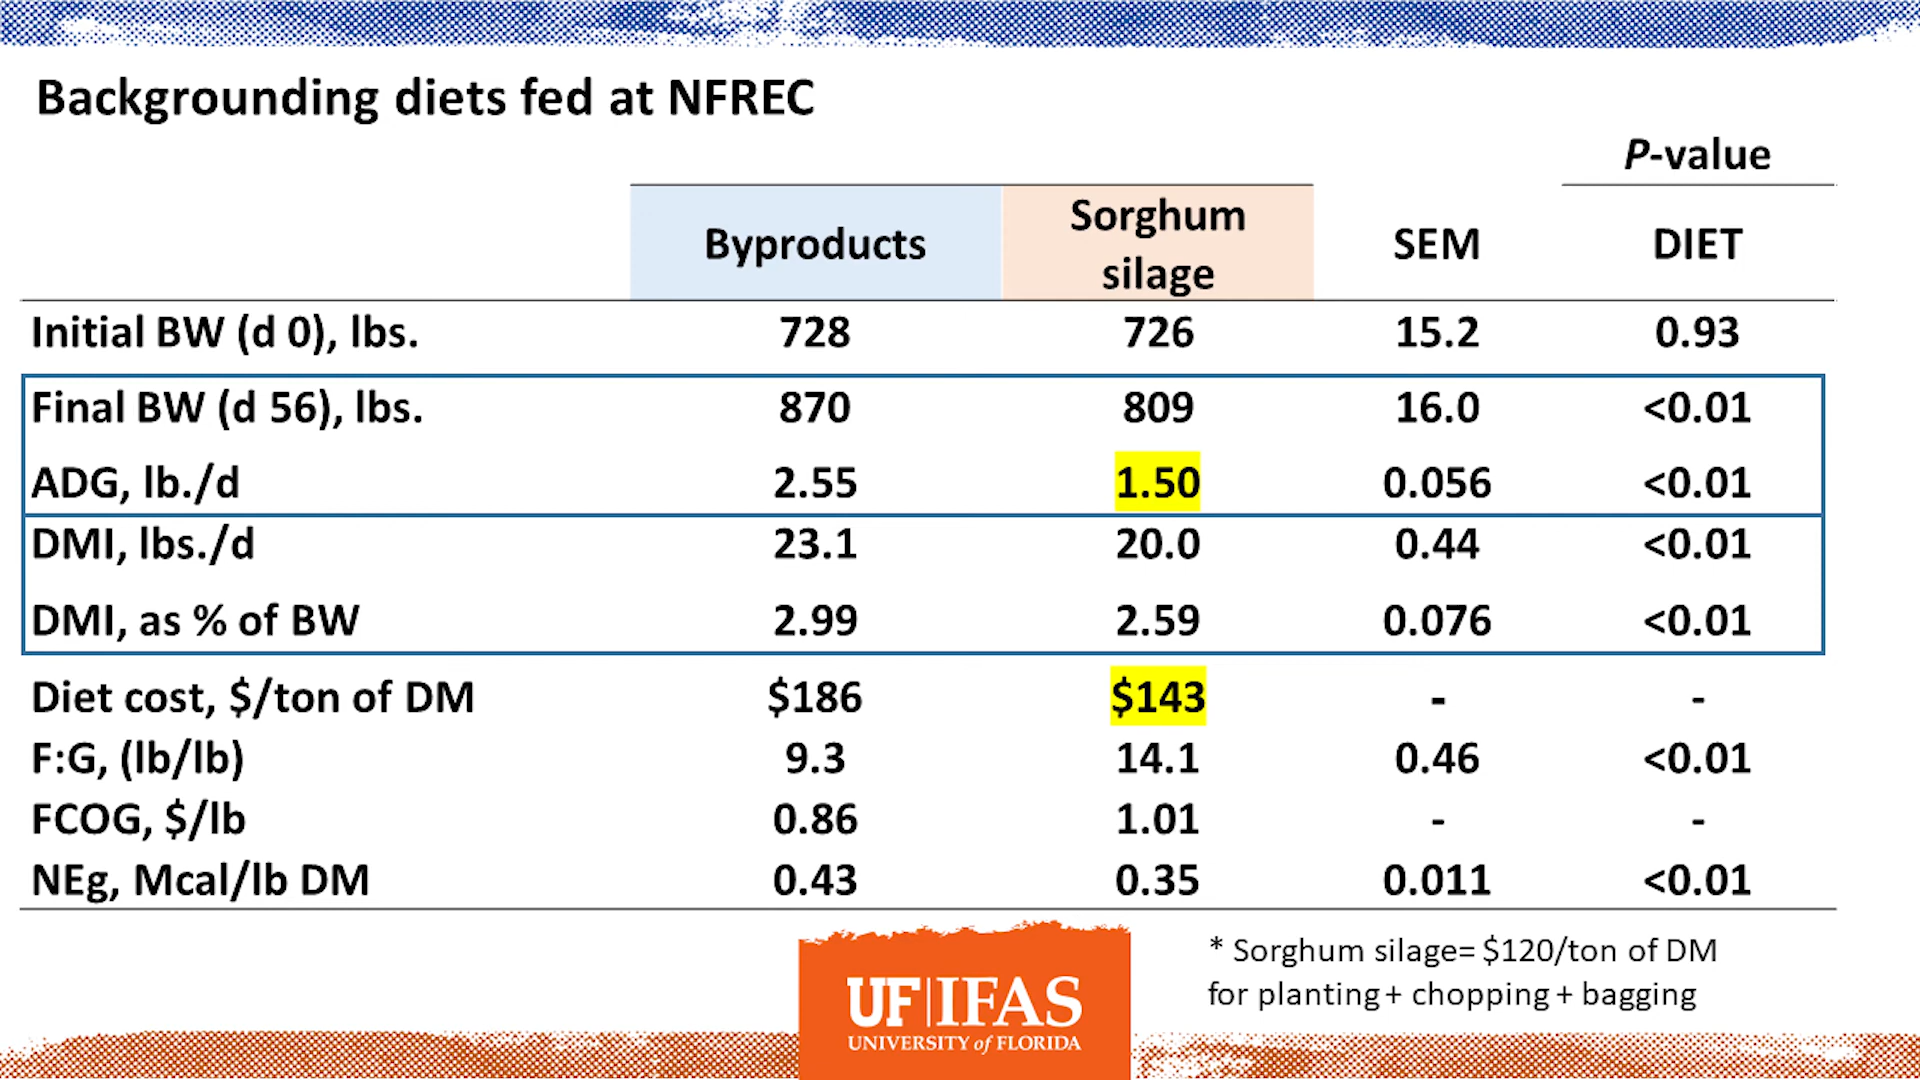 Backgrounding diets fed at NFREC
P-value
Byproducts Sorghum silage SEM DIET
Initial BW (d 0), lbs. 728 726 15.2 0.93
Final BW (d 56), lbs. 870 809 16.0 <0.01
ADG, lb./d 2.55 1.50 0.056 <0.01
DMI, lbs./d 23.1 20.0 0.44 <0.01
DMI, as % of BW 2.99 2.59 0.076 <0.01
Diet cost, $/ton of DM $186 $143 - -
F:G, (lb/lb) 9.3 14.1 0.46 <0.01
FCOG, $/lb 0.86 1.01 - -
NEg, Mcal/lb DM 0.43 0.35 0.011 <0.01
* Sorghum silage= $120/ton of DM
for planting + chopping + bagging
UF|IFAS
UNIVERSITY of FLORIDA